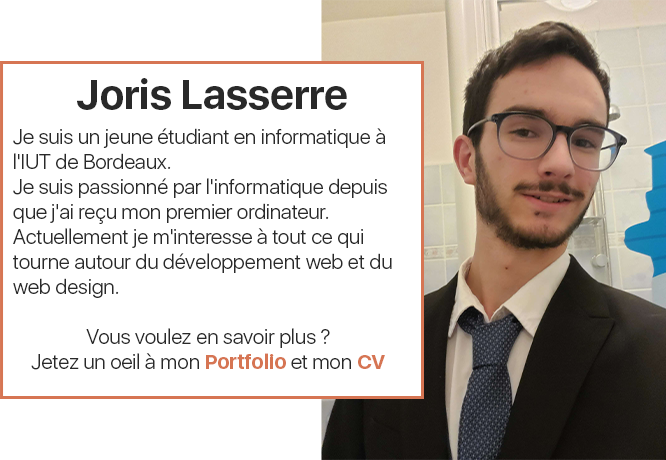 Joris Lasserre
Je suis un jeune étudiant en informatique à
l'IUT de Bordeaux.
Je suis passionné par l'informatique depuis
que j'ai reçu mon premier ordinateur.
Actuellement je m'interesse à tout ce qui
tourne autour du développement web et du
web design.
Vous voulez en savoir plus ?
Jetez un oeil à mon Portfolio et mon CV